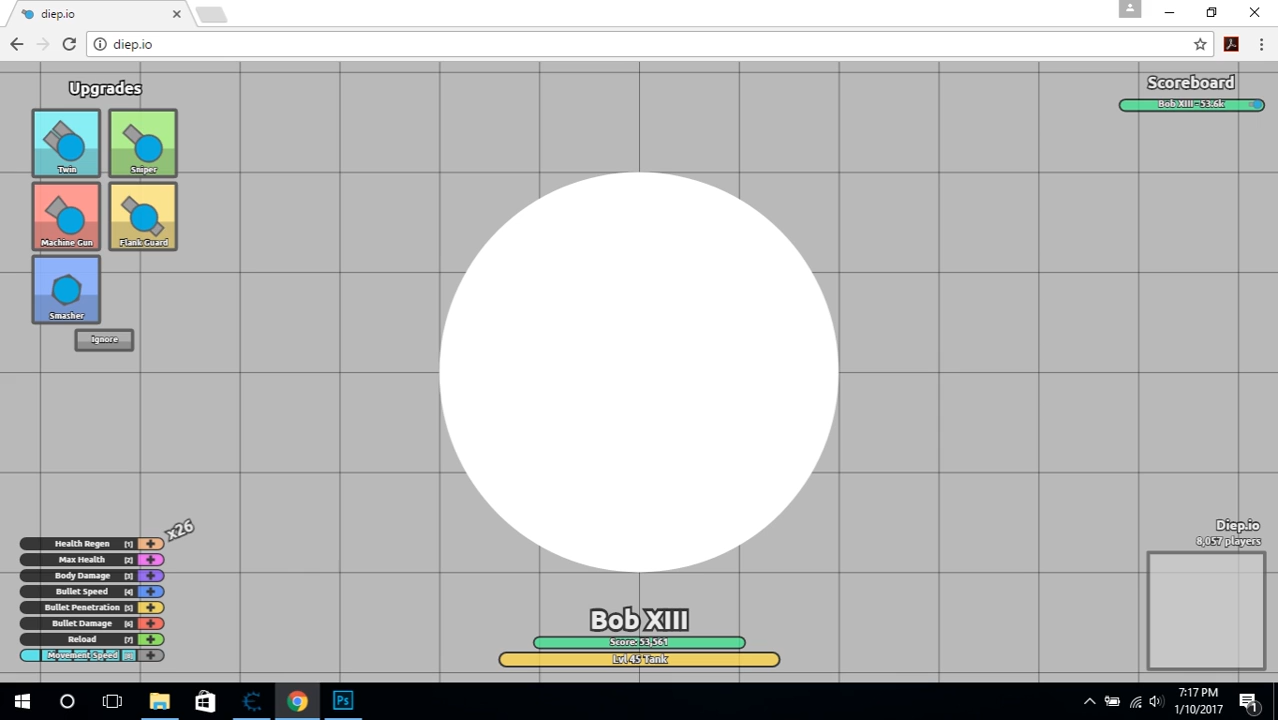 diep.io
diep.io
Upgrades
Twin
Sniper
Machine Gun
Flank Guard
Smasher
Ignore
Scoreboard
Bob XIII - 53.6k
x26
Health Regen [1]
Max Health [2]
Body Damage [3]
Bullet Speed [4]
Bullet Penetration [5]
Bullet Damage [6]
Reload [7]
Movement Speed [8]
Bob XIII
Score: 53,561
Lvl 45 Tank
Diep.io
8,057 players
Ps
7:17 PM
1/10/2017
1